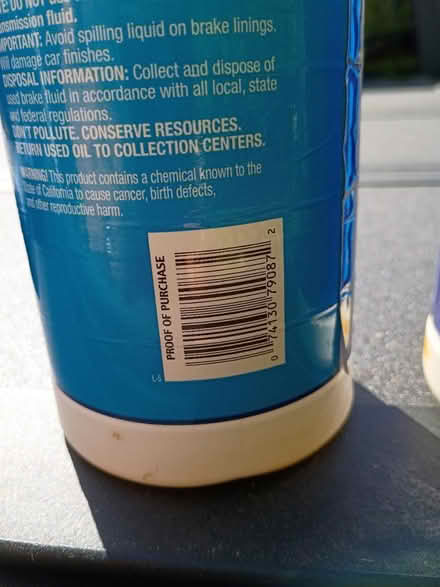 nsmission fluid.
IMPORTANT: Avoid spilling liquid on brake linings.
Will damage car finishes.
DISPOSAL INFORMATION: Collect and dispose of
used brake fluid in accordance with all local, state
and federal regulations.
DON'T POLLUTE. CONSERVE RESOURCES.
RETURN USED OIL TO COLLECTION CENTERS.
WARNING! This product contains a chemical known to the
State of California to cause cancer, birth defects,
and other reproductive harm.
PROOF OF PURCHASE
0 74130 79087 2